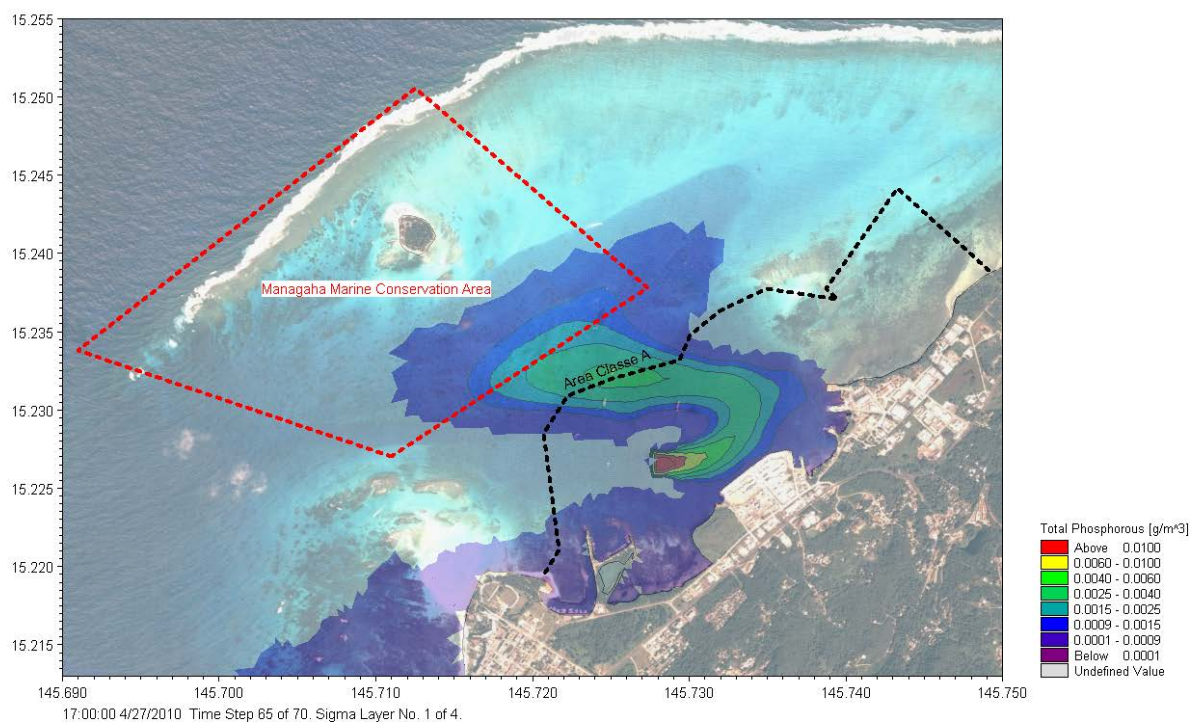 15.255
15.250
15.245
15.240
15.235
15.230
15.225
15.220
15.215
Managaha Marine Conservation Area
Area Classe A
145.690 145.700 145.710 145.720 145.730 145.740 145.750
17:00:00 4/27/2010 Time Step 65 of 70. Sigma Layer No. 1 of 4.
Total Phosphorous [g/m^3]
Above 0.0100
0.0060 - 0.0100
0.0040 - 0.0060
0.0025 - 0.0040
0.0015 - 0.0025
0.0009 - 0.0015
0.0001 - 0.0009
Below 0.0001
Undefined Value